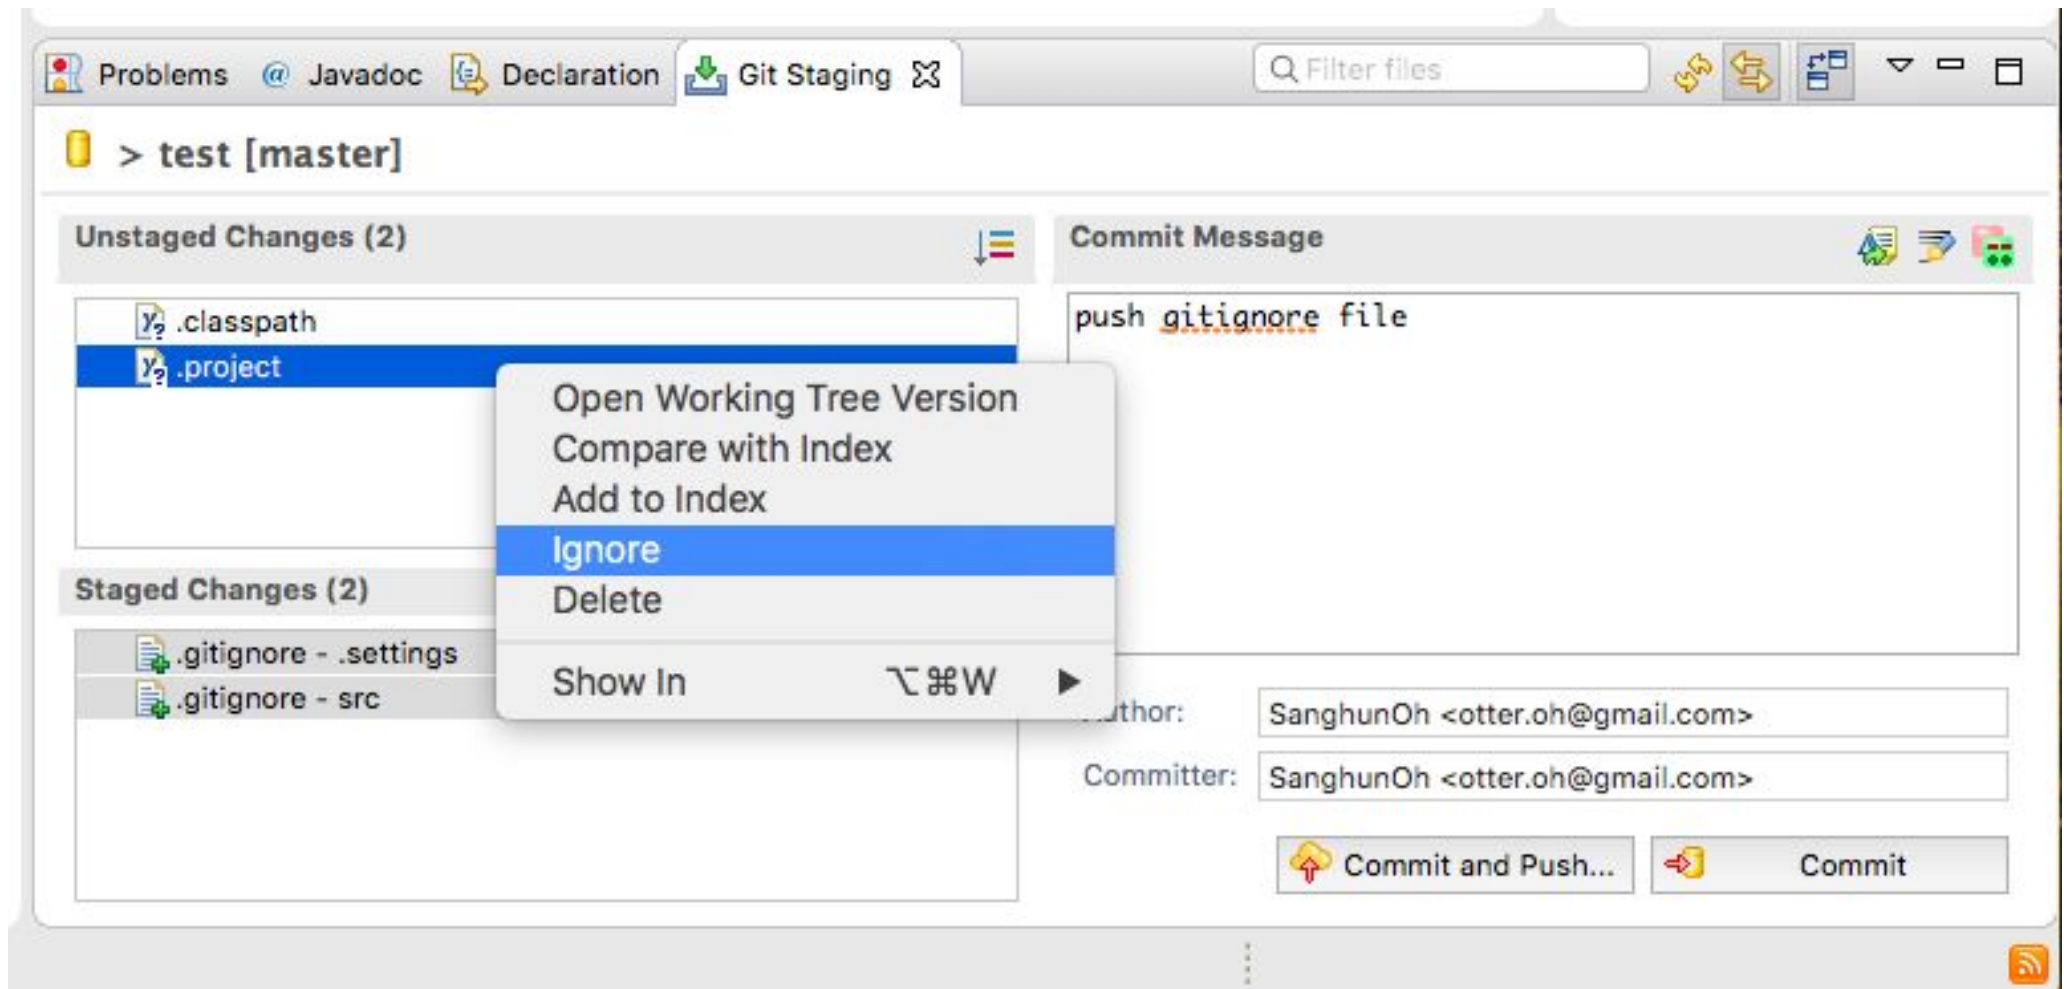 Problems @ Javadoc Declaration Git Staging
Filter files
> test [master]
Unstaged Changes (2)
.classpath
.project
Open Working Tree Version
Compare with Index
Add to Index
Ignore
Delete
Show In ⌥⌘W ▶
Staged Changes (2)
.gitignore - .settings
.gitignore - src
Commit Message
push gitignore file
thor: SanghunOh <otter.oh@gmail.com>
Committer: SanghunOh <otter.oh@gmail.com>
Commit and Push... Commit